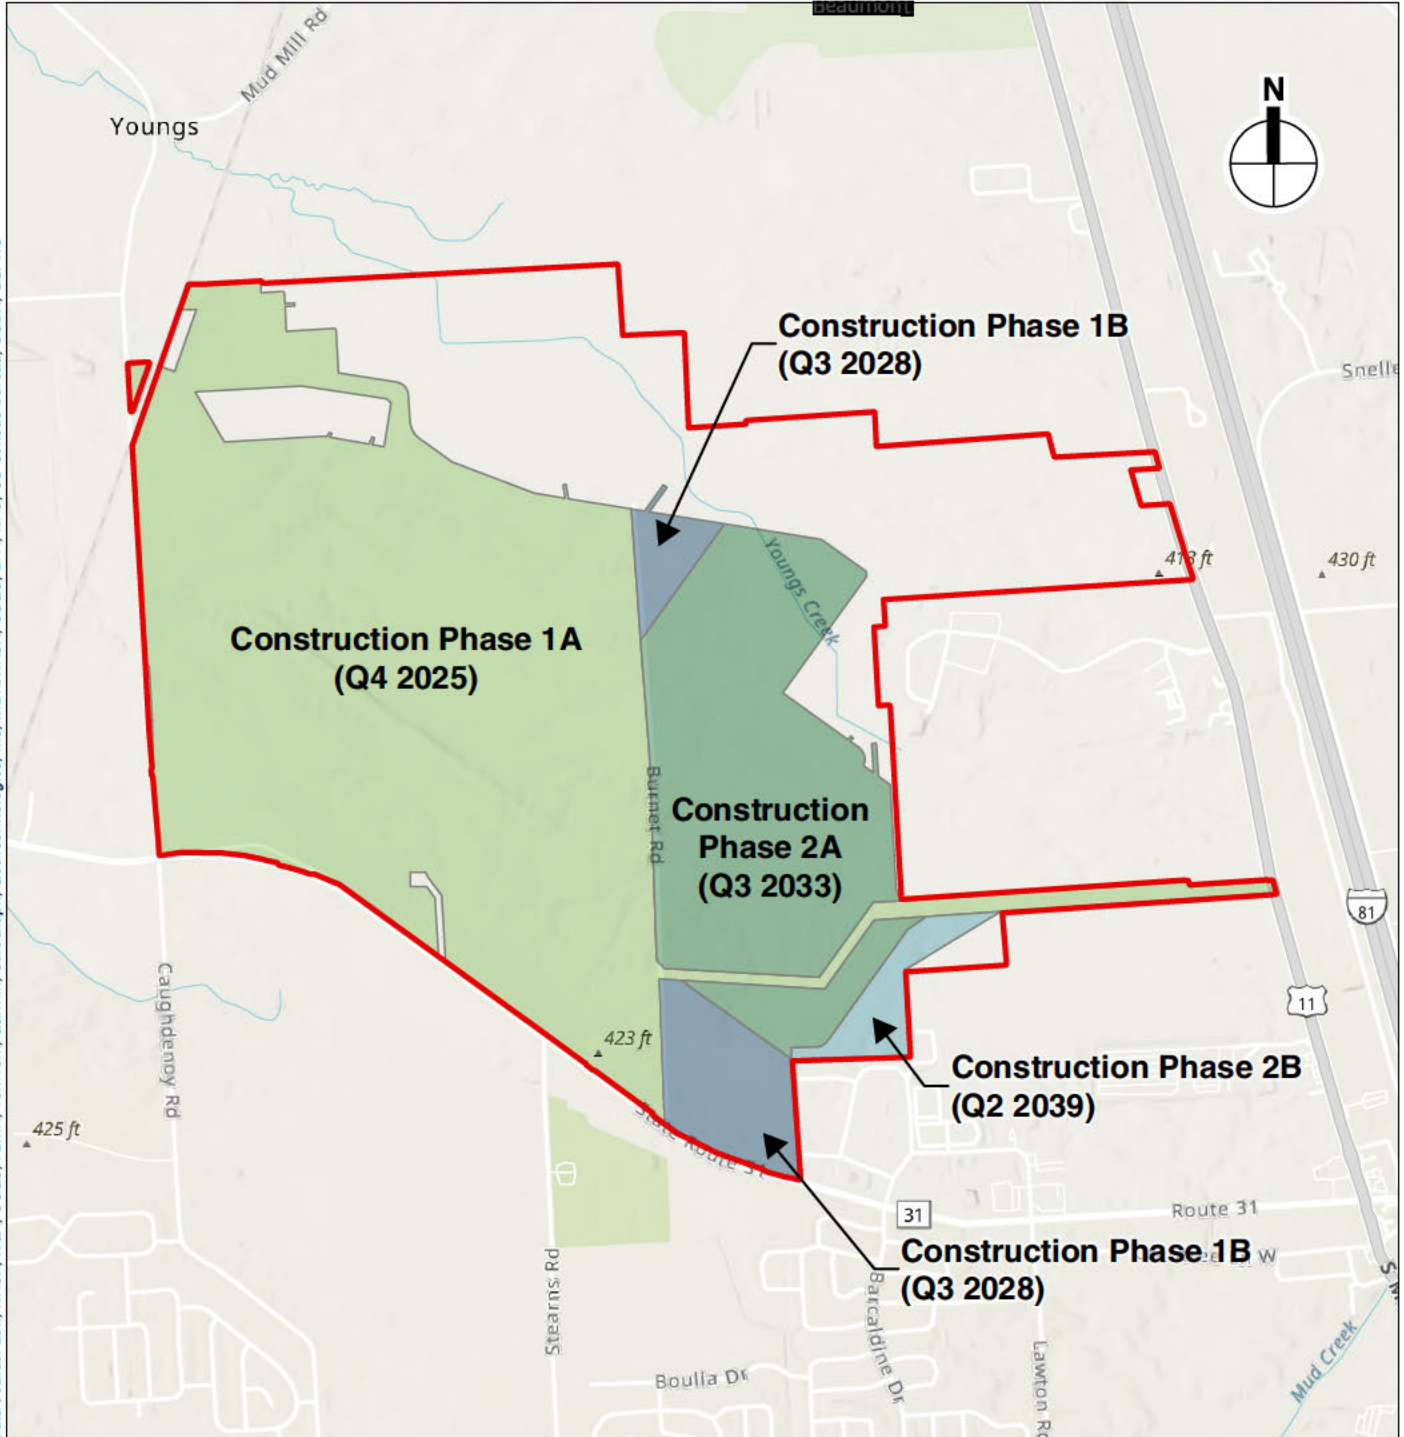 Beaumont
Mud Mill Rd
N
Youngs
Construction Phase 1B
(Q3 2028)
Snelle
Youngs Creek
413 ft
430 ft
Construction Phase 1A
(Q4 2025)
Burnet Rd
Construction
Phase 2A
(Q3 2033)
81
11
Caughdenoy Rd
423 ft
Construction Phase 2B
(Q2 2039)
State Route 31
425 ft
31
Route 31
Construction Phase 1B
W
(Q3 2028)
S M
Stearns Rd
Barcaldine Dr
Boulla Dr
Lawton Rd
Mud Creek